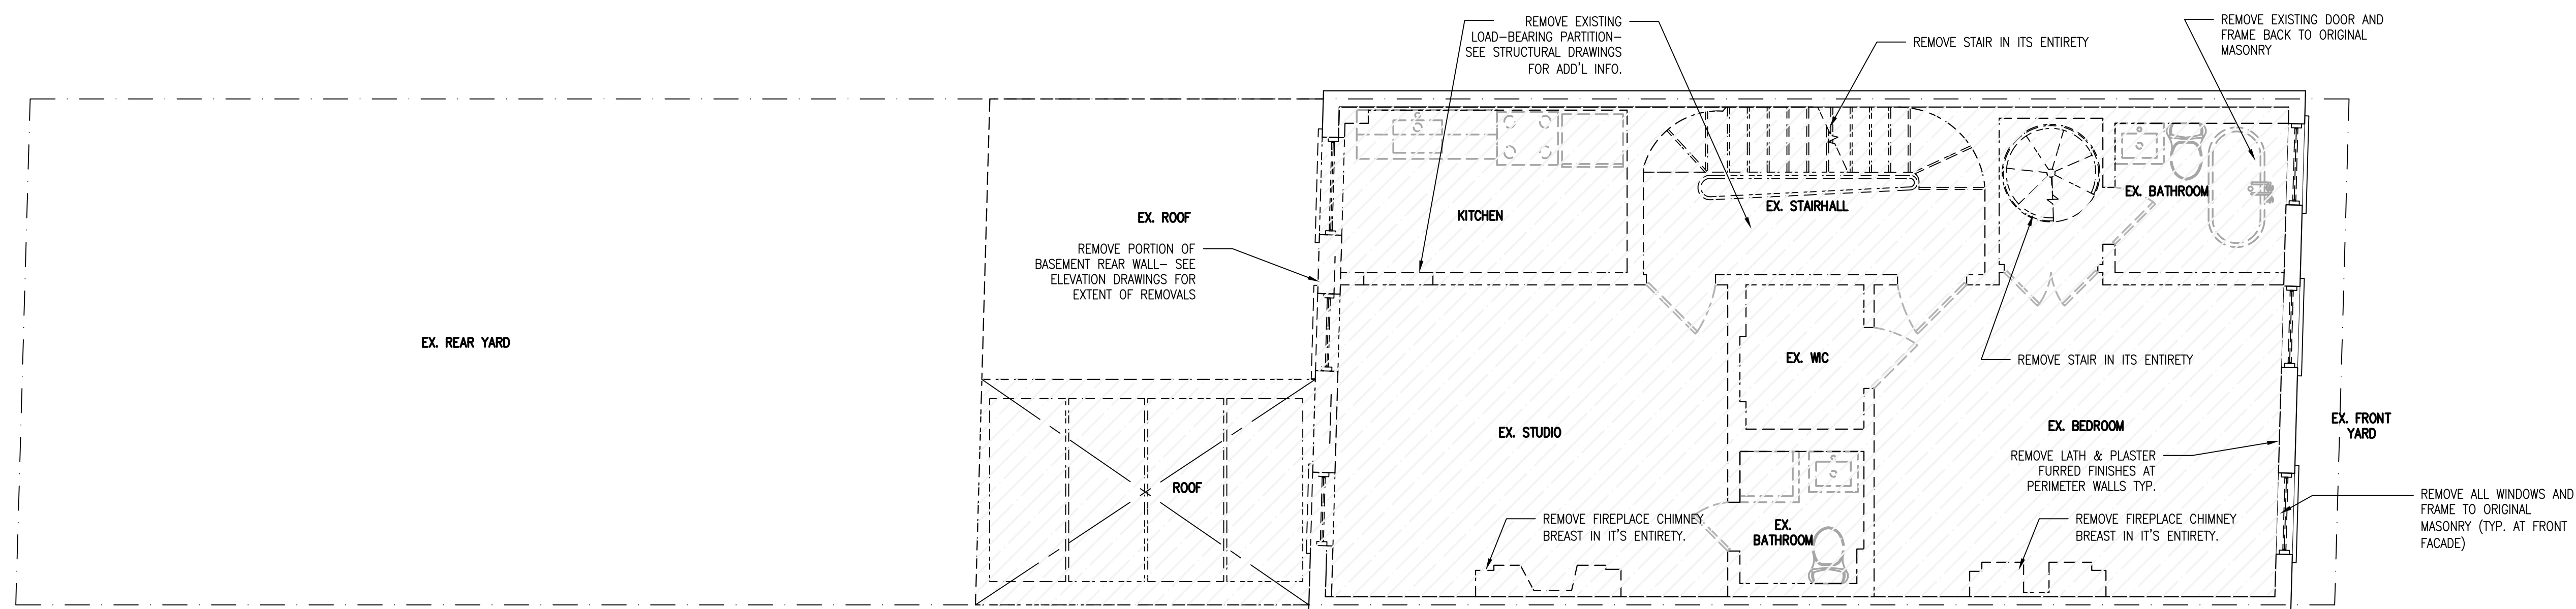 REMOVE EXISTING
LOAD-BEARING PARTITION-
SEE STRUCTURAL DRAWINGS
FOR ADD'L INFO.
REMOVE STAIR IN ITS ENTIRETY
REMOVE EXISTING DOOR AND
FRAME BACK TO ORIGINAL
MASONRY
EX. ROOF
REMOVE PORTION OF
BASEMENT REAR WALL- SEE
ELEVATION DRAWINGS FOR
EXTENT OF REMOVALS
KITCHEN
EX. STAIRHALL
EX. BATHROOM
EX. REAR YARD
EX. WIC
REMOVE STAIR IN ITS ENTIRETY
EX. STUDIO
EX. BEDROOM
EX. FRONT
YARD
REMOVE LATH & PLASTER
FURRED FINISHES AT
PERIMETER WALLS TYP.
ROOF
REMOVE ALL WINDOWS AND
FRAME TO ORIGINAL
MASONRY (TYP. AT FRONT
FACADE)
REMOVE FIREPLACE CHIMNEY
BREAST IN IT'S ENTIRETY.
EX.
BATHROOM
REMOVE FIREPLACE CHIMNEY
BREAST IN IT'S ENTIRETY.